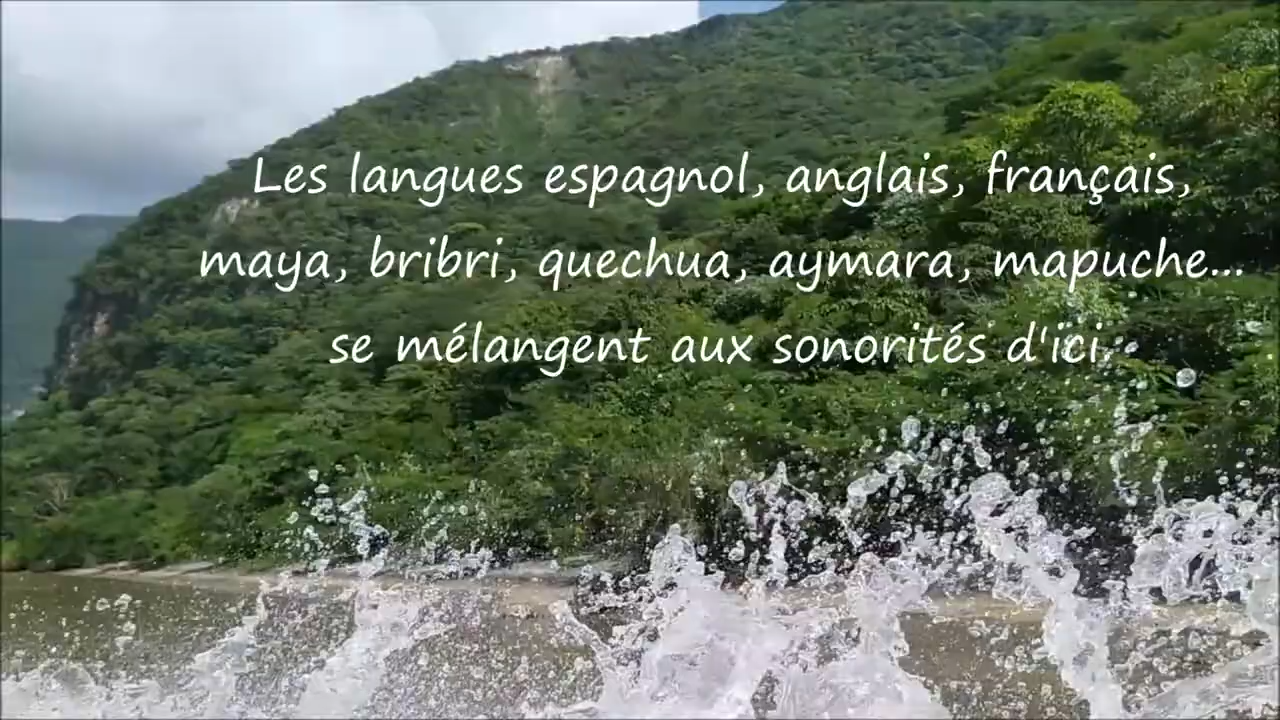 Les langues espagnol, anglais, français,
maya, bribri, quechua, aymara, mapuche...
se mélangent aux sonorités d'ici.